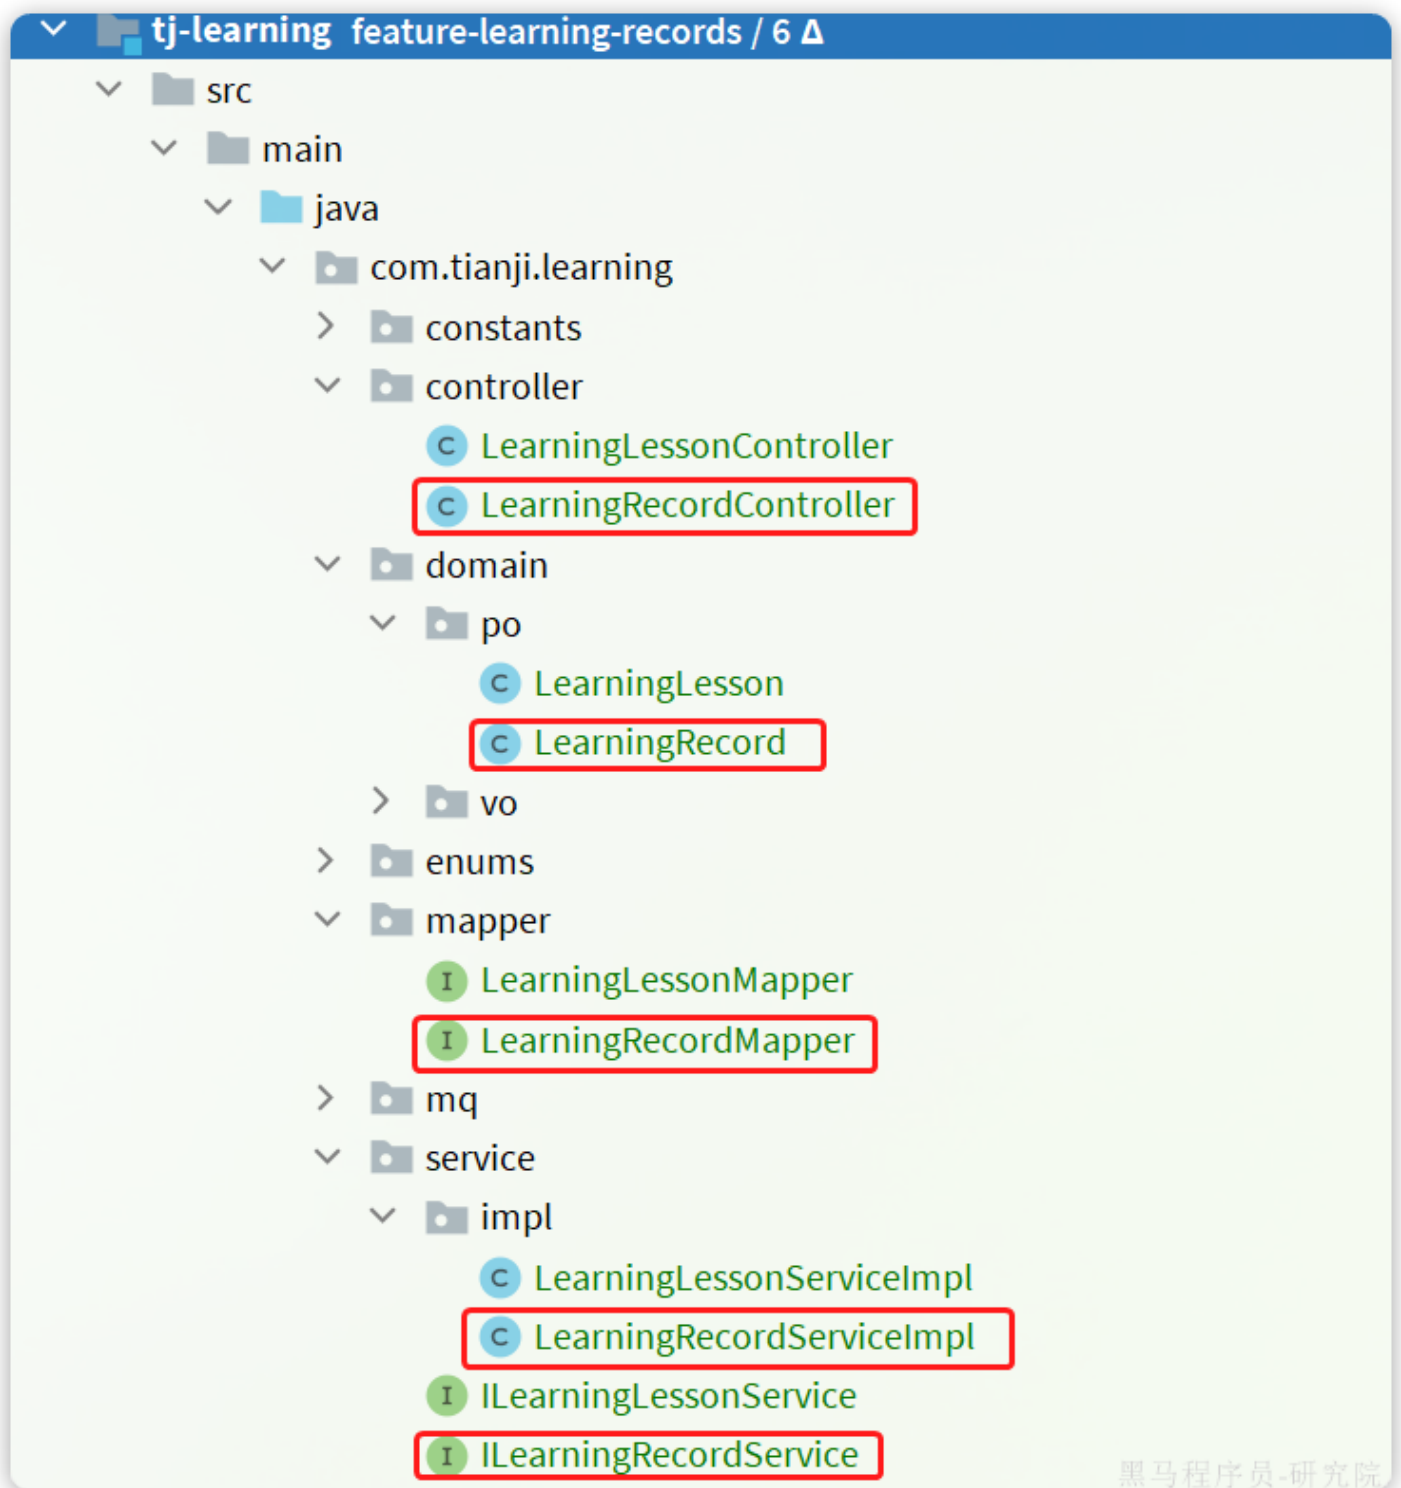 tj-learning feature-learning-records / 6 Δ
src
main
java
com.tianji.learning
constants
controller
C LearningLessonController
C LearningRecordController
domain
po
C LearningLesson
C LearningRecord
vo
enums
mapper
I LearningLessonMapper
I LearningRecordMapper
mq
service
impl
C LearningLessonServiceImpl
C LearningRecordServiceImpl
I ILearningLessonService
I ILearningRecordService
黑马程序员-研究院